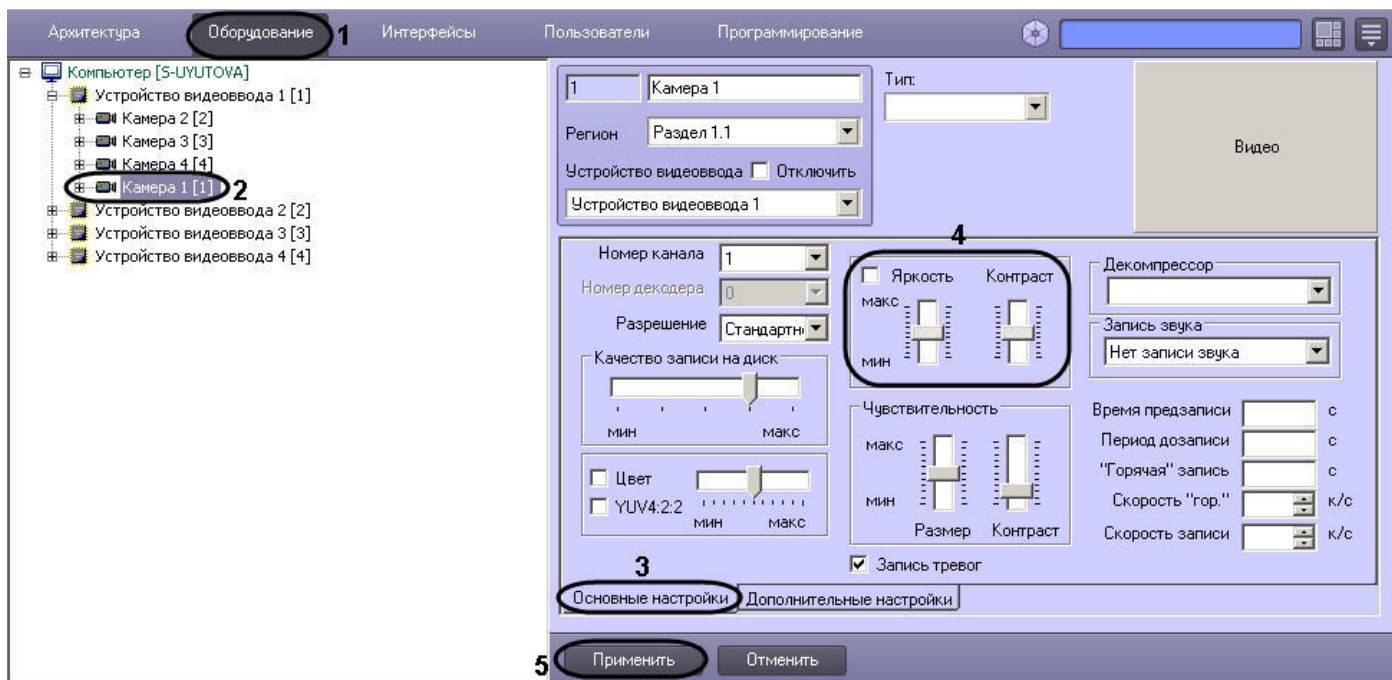 Архитектура Оборудование 1 Интерфейсы Пользователи Программирование
Компьютер [S-UYUTOVA]
Устройство видеоввода 1 [1]
Камера 2 [2]
Камера 3 [3]
Камера 4 [4]
Камера 1 [1] 2
Устройство видеоввода 2 [2]
Устройство видеоввода 3 [3]
Устройство видеоввода 4 [4]
1 Камера 1
Тип:
Регион Раздел 1.1
Устройство видеоввода Отключить
Устройство видеоввода 1
Видео
4
Номер канала 1
Номер декодера 0
Разрешение Стандартн
Качество записи на диск
мин макс
Цвет
YUV4:2:2
мин макс
Яркость Контраст
макс
мин
Чувствительность
макс
мин
Размер Контраст
Запись тревог
Декомпрессор
Запись звука
Нет записи звука
Время предзаписи с
Период дозаписи с
"Горячая" запись с
Скорость "гор." к/с
Скорость записи к/с
3
Основные настройки Дополнительные настройки
5 Применить Отменить